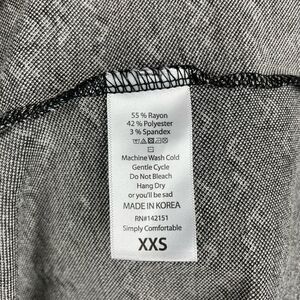 55 % Rayon
42 % Polyester
3 % Spandex
Machine Wash Cold
Gentle Cycle
Do Not Bleach
Hang Dry
or you'll be sad
MADE IN KOREA
RN#142151
Simply Comfortable
XXS